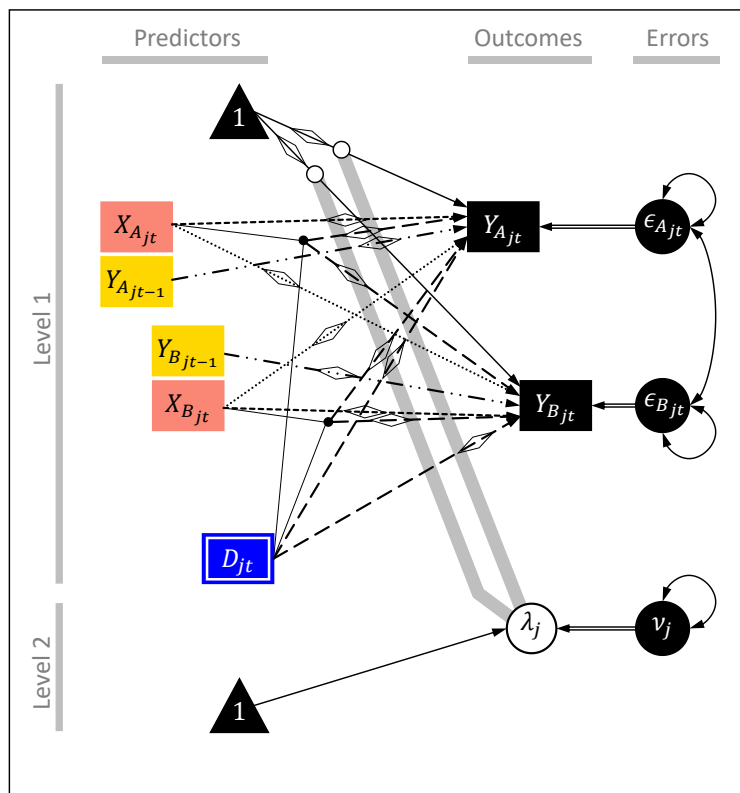 Predictors Outcomes Errors
Level 1
1
X_{A_{jt}} Y_{A_{jt}} ϵ_{A_{jt}}
Y_{A_{jt-1}}
Y_{B_{jt-1}}
X_{B_{jt}} Y_{B_{jt}} ϵ_{B_{jt}}
D_{jt}
Level 2
λ_j ν_j
1